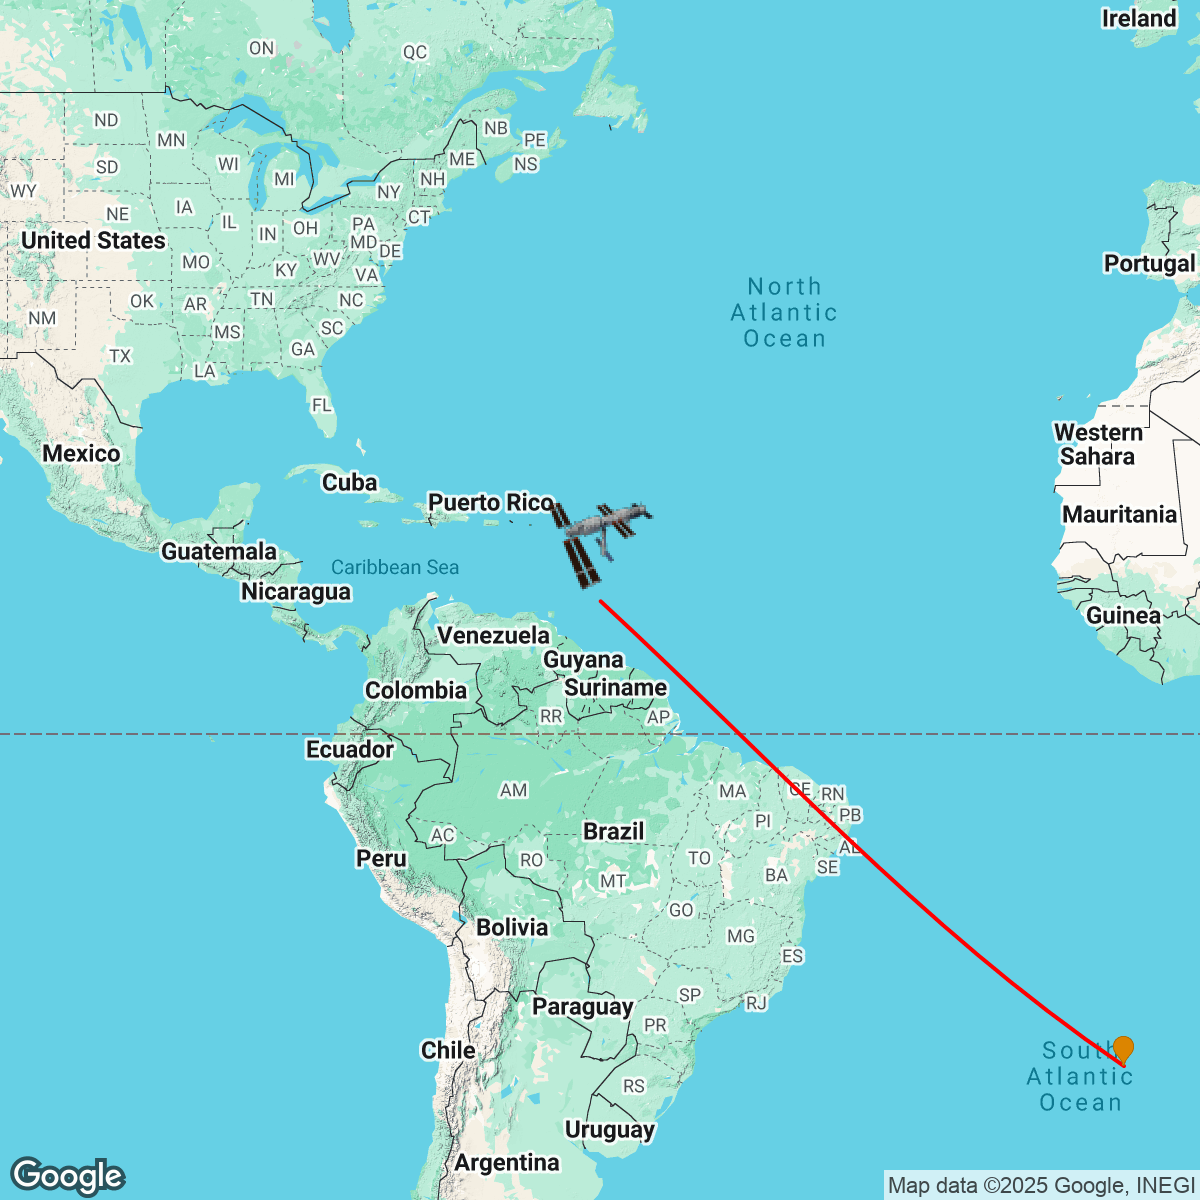 Ireland
ON
QC
ND
MN
NB
PE
SD
WI
MI
ME
NS
WY
NH
NY
NE
IA
IL
IN
OH
PA
CT
United States
MD
DE
MO
KY
WV
VA
Portugal
North
Atlantic
Ocean
NM
OK
AR
TN
NC
MS
SC
TX
GA
LA
FL
Western
Sahara
Mexico
Cuba
Puerto Rico
Mauritania
Guatemala
Caribbean Sea
Nicaragua
Guinea
Venezuela
Guyana
Suriname
Colombia
RR
AP
Ecuador
AM
MA
CE
RN
PB
PI
AC
Brazil
AL
Peru
RO
TO
SE
MT
BA
GO
Bolivia
MG
ES
SP
RJ
Paraguay
PR
Chile
South
Atlantic
Ocean
RS
Uruguay
Argentina
Google
Map data ©2025 Google, INEGI